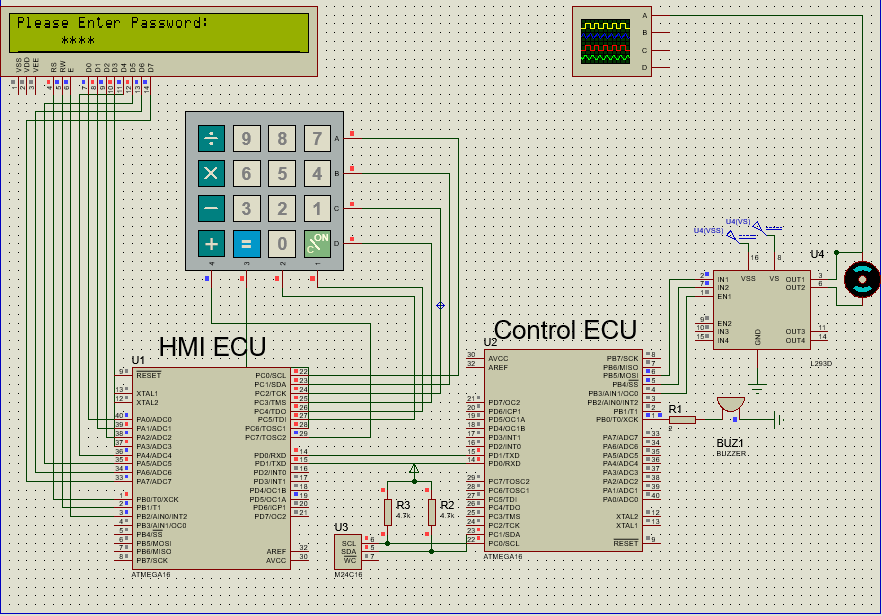 Please Enter Password:
****
VSS
VDD
VEE
RS
RW
E
D0
D1
D2
D3
D4
D5
D6
D7
1
2
3
4
5
6
7
8
9
10
11
12
13
14
A
B
C
D
÷ 9 8 7 A
× 6 5 4 B
− 3 2 1 C
+ = 0 ON C D
4 3 2 1
HMI ECU
U1
9 RESET
13 XTAL1
12 XTAL2
40 PA0/ADC0
39 PA1/ADC1
38 PA2/ADC2
37 PA3/ADC3
36 PA4/ADC4
35 PA5/ADC5
34 PA6/ADC6
33 PA7/ADC7
1 PB0/T0/XCK
2 PB1/T1
3 PB2/AIN0/INT2
4 PB3/AIN1/OC0
5 PB4/SS
6 PB5/MOSI
7 PB6/MISO
8 PB7/SCK
PC0/SCL 22
PC1/SDA 23
PC2/TCK 24
PC3/TMS 25
PC4/TDO 26
PC5/TDI 27
PC6/TOSC1 28
PC7/TOSC2 29
PD0/RXD 14
PD1/TXD 15
PD2/INT0 16
PD3/INT1 17
PD4/OC1B 18
PD5/OC1A 19
PD6/ICP1 20
PD7/OC2 21
AREF 32
AVCC 30
ATMEGA16
R3
4.7k
R2
4.7k
U3
SCL 6
SDA 5
WC 7
M24C16
Control ECU
U2
30 AVCC
32 AREF
21 PD7/OC2
20 PD6/ICP1
19 PD5/OC1A
18 PD4/OC1B
17 PD3/INT1
16 PD2/INT0
15 PD1/TXD
14 PD0/RXD
29 PC7/TOSC2
28 PC6/TOSC1
27 PC5/TDI
26 PC4/TDO
25 PC3/TMS
24 PC2/TCK
23 PC1/SDA
22 PC0/SCL
PB7/SCK 8
PB6/MISO 7
PB5/MOSI 6
PB4/SS 5
PB3/AIN1/OC0 4
PB2/AIN0/INT2 3
PB1/T1 2
PB0/T0/XCK 1
PA7/ADC7 33
PA6/ADC6 34
PA5/ADC5 35
PA4/ADC4 36
PA3/ADC3 37
PA2/ADC2 38
PA1/ADC1 39
PA0/ADC0 40
XTAL2 12
XTAL1 13
RESET 9
ATMEGA16
R1
2
BUZ1
BUZZER
U4(VS)
U4(VSS)
16 8
U4
2 IN1
7 IN2
1 EN1
9 EN2
10 IN3
15 IN4
VSS VS
OUT1 3
OUT2 6
OUT3 11
OUT4 14
GND
L293D